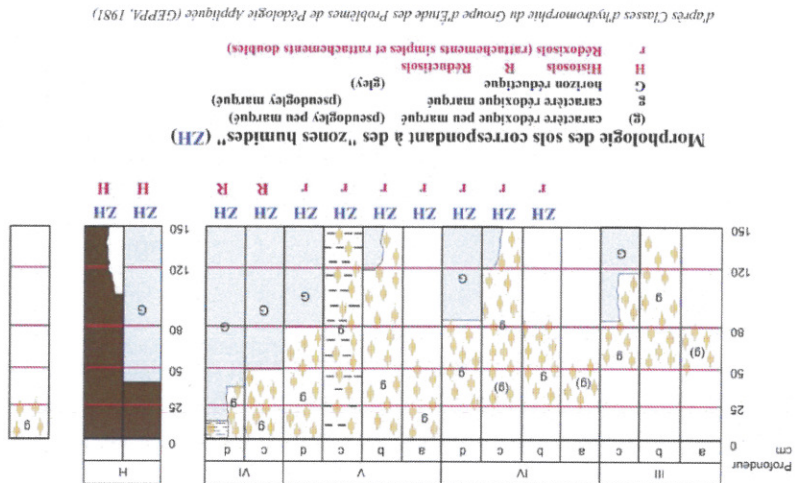 Profondeur
cm
III IV V VI H
a b c a b c d a b c d c d
0
g g g
25
(g) (g) g g g
50
(g) g g g
80
g g
g G G G G
120
G G
150
ZH ZH ZH ZH ZH ZH ZH ZH ZH ZH ZH
r r r r r r r R R H H
Morphologie des sols correspondant à des "zones humides" (ZH)
(g) caractère rédoxique peu marqué (pseudogley peu marqué)
g caractère rédoxique marqué (pseudogley marqué)
G horizon réductique (gley)
H Histosols R Réductisols
r Rédoxisols (rattachements simples et rattachements doubles)
d'après Classes d'hydromorphie du Groupe d'Étude des Problèmes de Pédologie Appliquée (GEPPA, 1981)